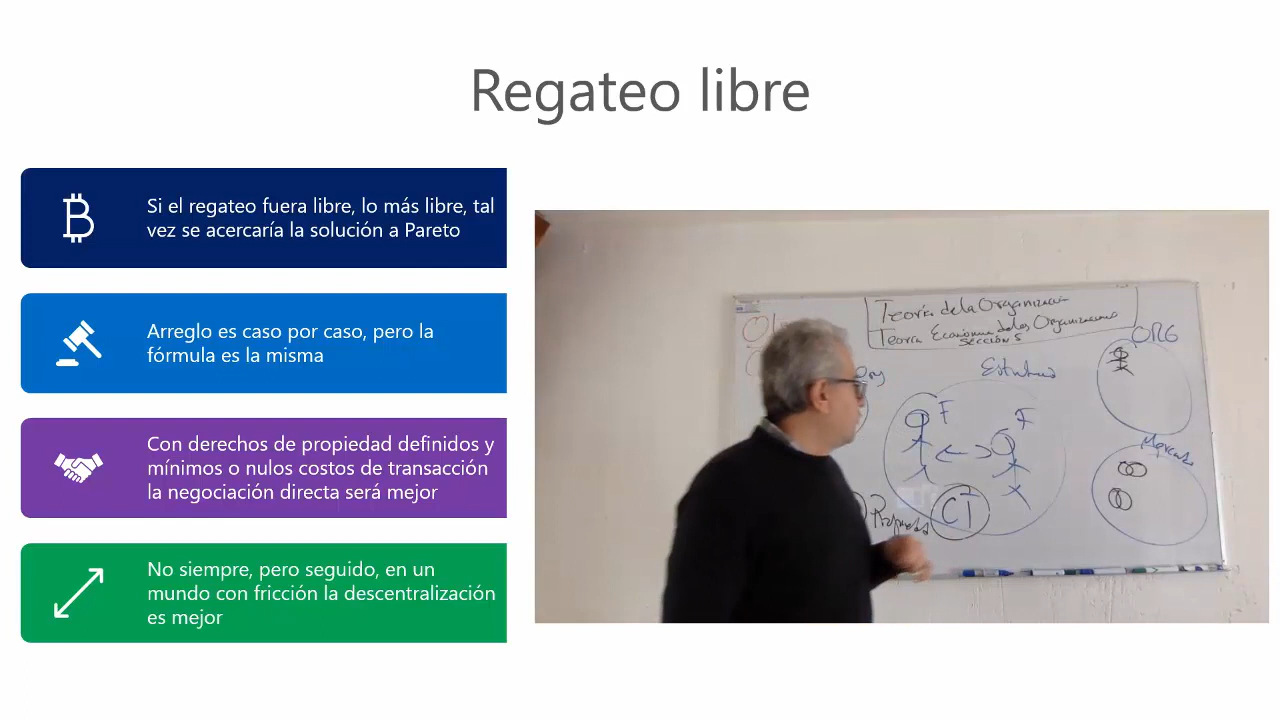 Regateo libre
Si el regateo fuera libre, lo más libre, tal
vez se acercaría la solución a Pareto
Arreglo es caso por caso, pero la
fórmula es la misma
Con derechos de propiedad definidos y
mínimos o nulos costos de transacción
la negociación directa será mejor
No siempre, pero seguido, en un
mundo con fricción la descentralización
es mejor
Teoría de la Organización
Teoría Económica de las Organizaciones
SECCIÓN 5
ORG
F
F
Mercado
CT